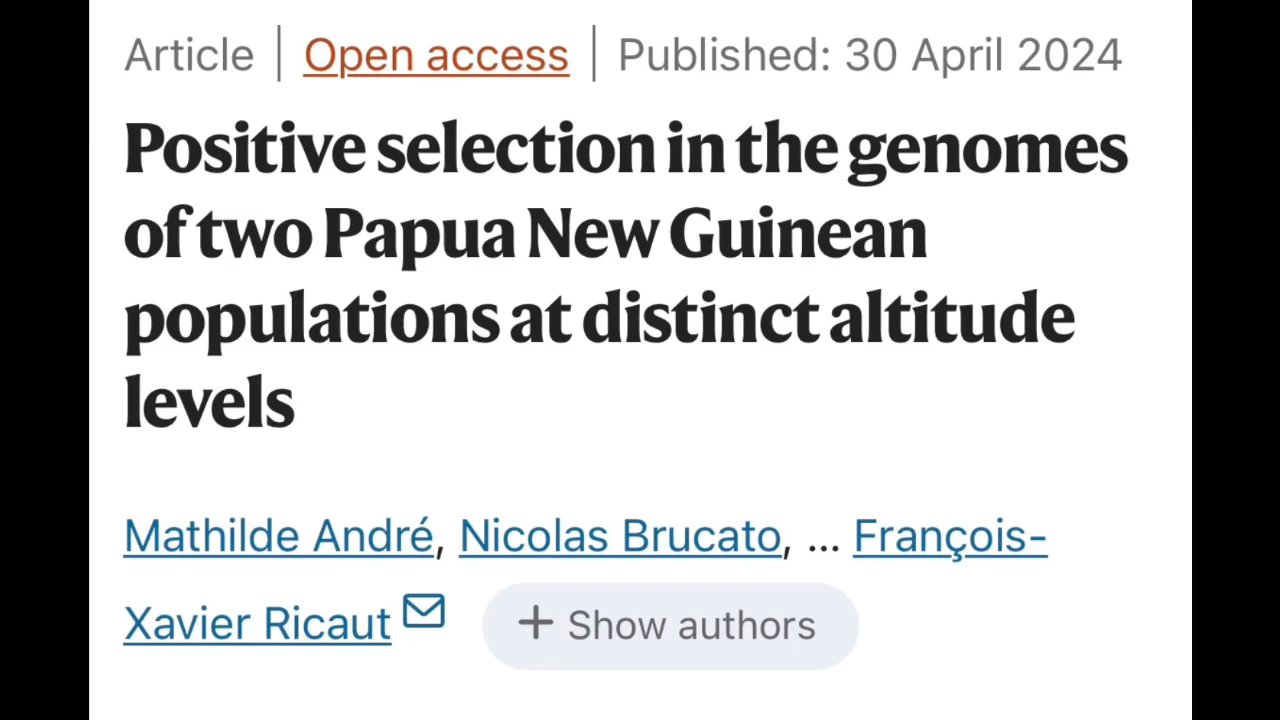 Article | Open access | Published: 30 April 2024
Positive selection in the genomes
of two Papua New Guinean
populations at distinct altitude
levels
Mathilde André, Nicolas Brucato, ... François-
Xavier Ricaut + Show authors